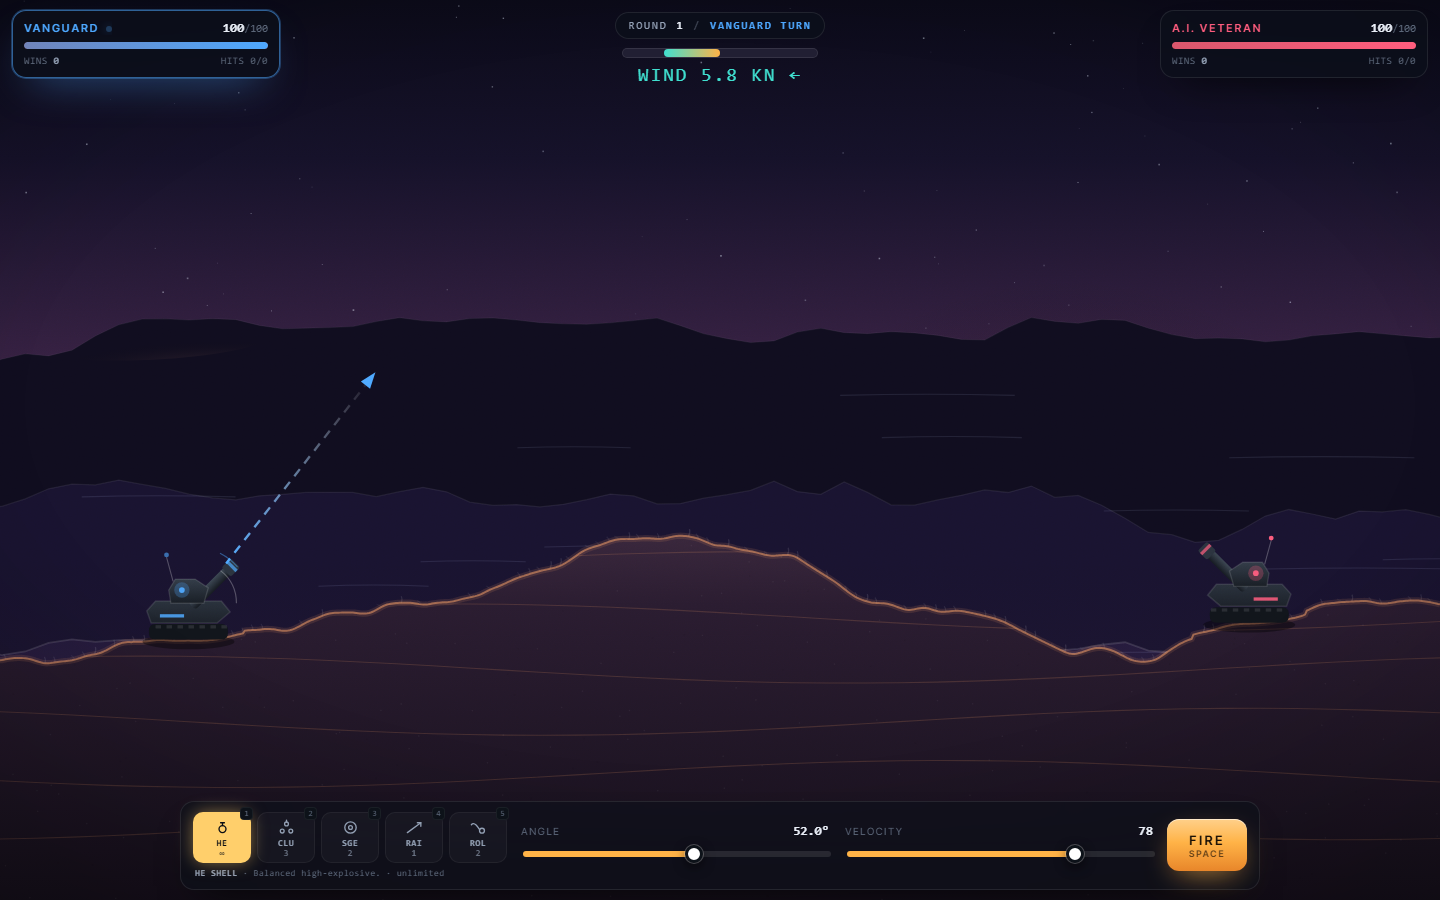 VANGUARD 100/100
WINS 0 HITS 0/0
ROUND 1 / VANGUARD TURN
WIND 5.8 KN ←
A.I. VETERAN 100/100
WINS 0 HITS 0/0
1 2 3 4 5
HE CLU SGE RAI ROL
∞ 3 2 1 2
HE SHELL · Balanced high-explosive. · unlimited
ANGLE 52.0°
VELOCITY 78
FIRE
SPACE